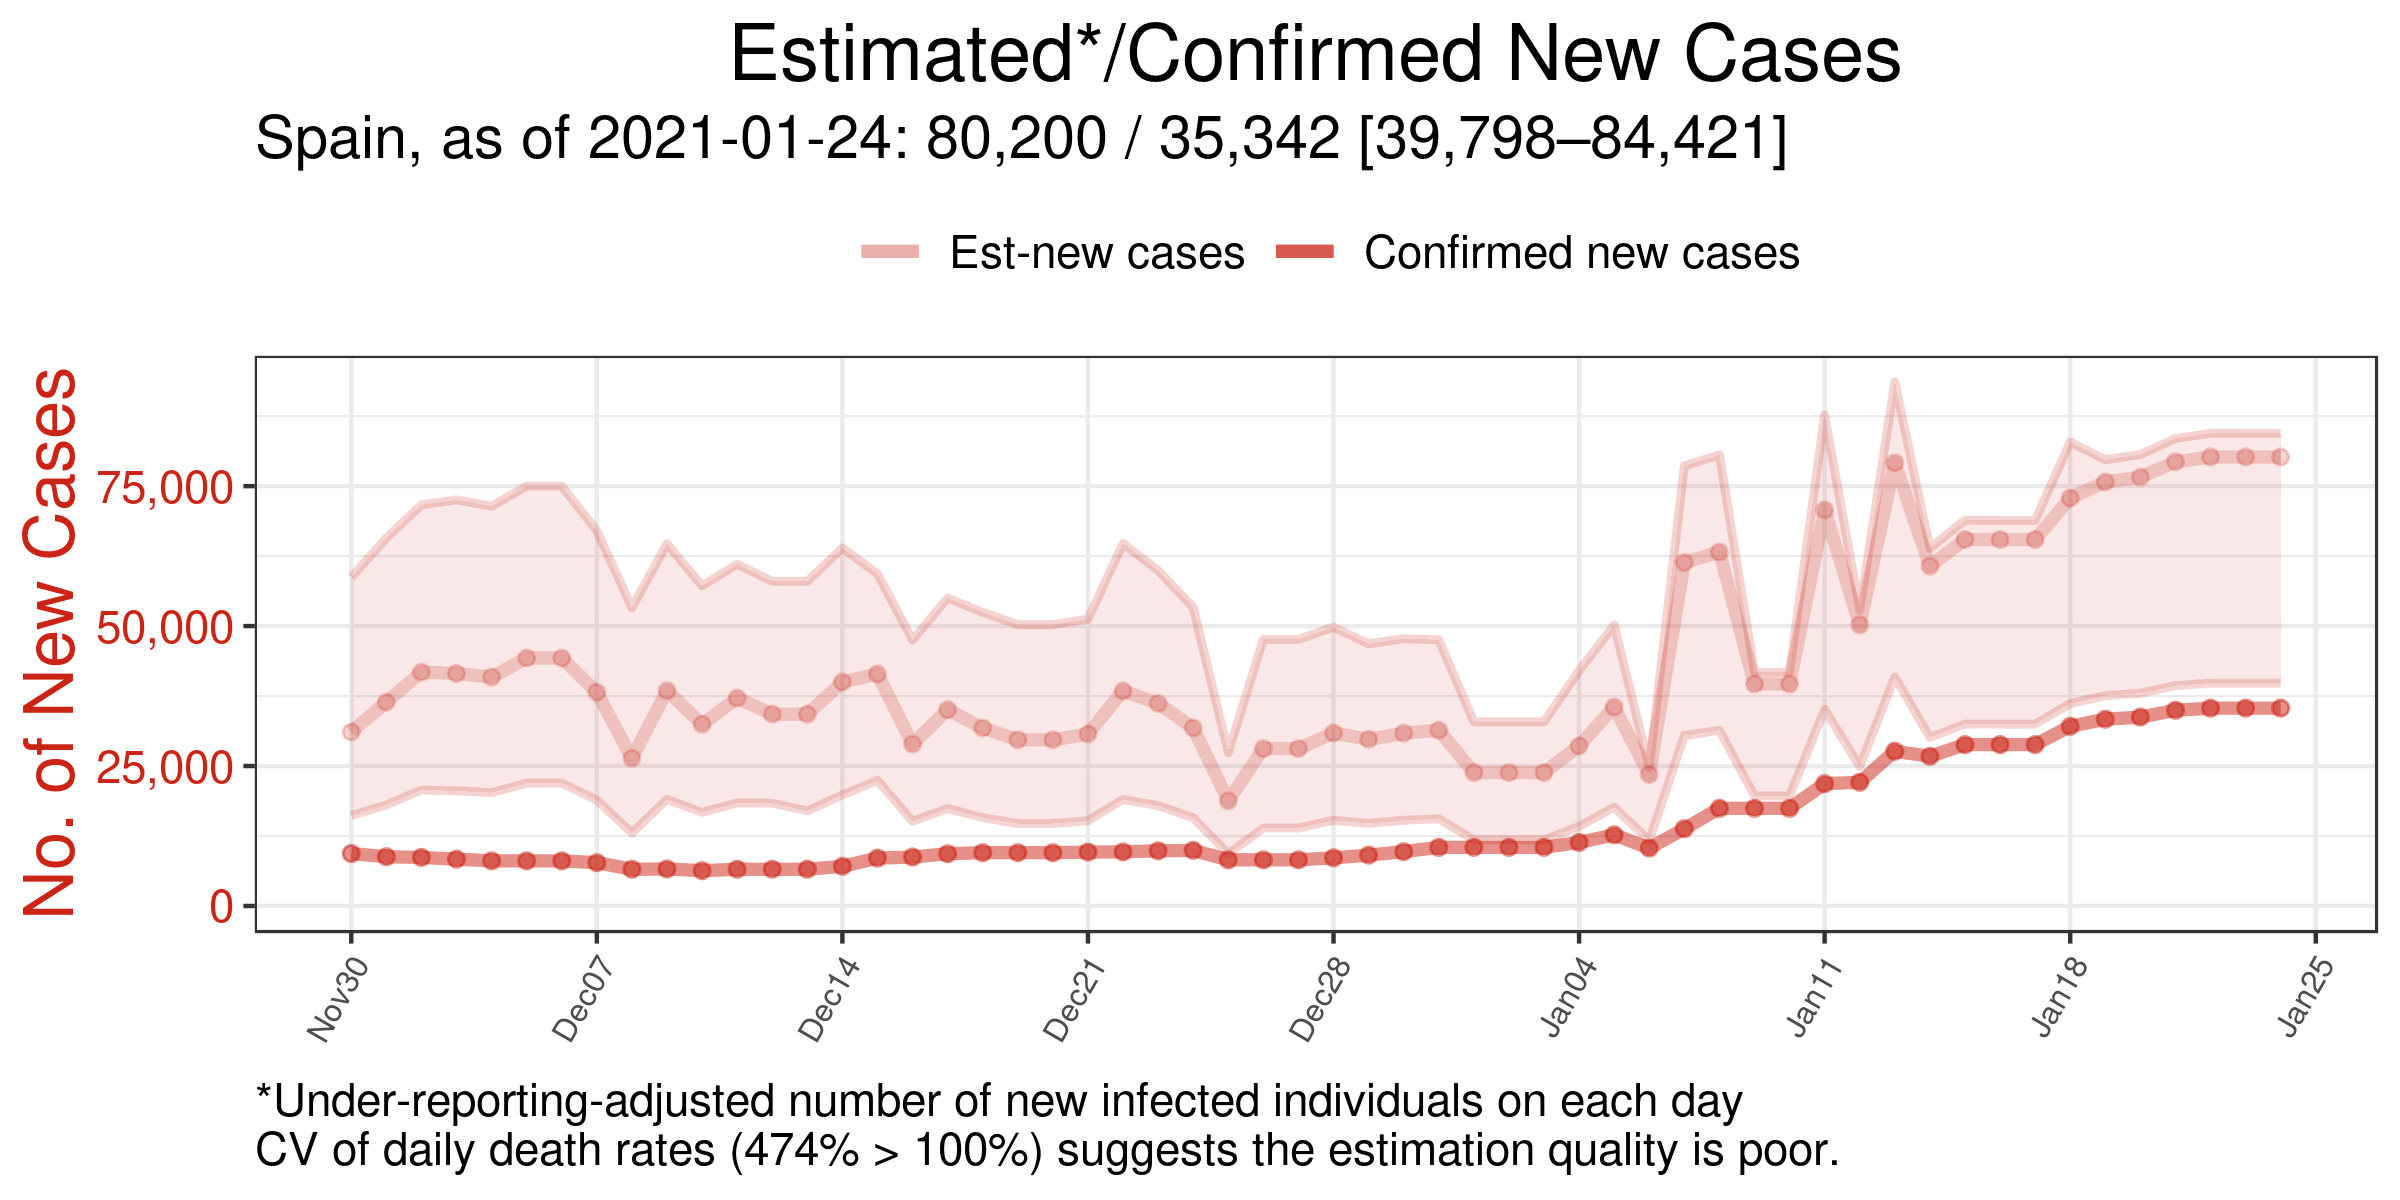 Estimated*/Confirmed New Cases
Spain, as of 2021-01-24: 80,200 / 35,342 [39,798–84,421]
Est-new cases Confirmed new cases
No. of New Cases
75,000
50,000
25,000
0
Nov30 Dec07 Dec14 Dec21 Dec28 Jan04 Jan11 Jan18 Jan25
*Under-reporting-adjusted number of new infected individuals on each day
CV of daily death rates (474% > 100%) suggests the estimation quality is poor.